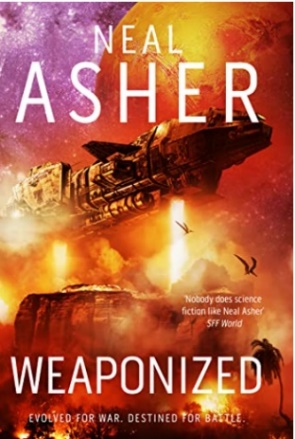 NEAL
ASHER
'Nobody does science
fiction like Neal Asher'
SFF World
WEAPONIZED
EVOLVED FOR WAR. DESTINED FOR BATTLE.